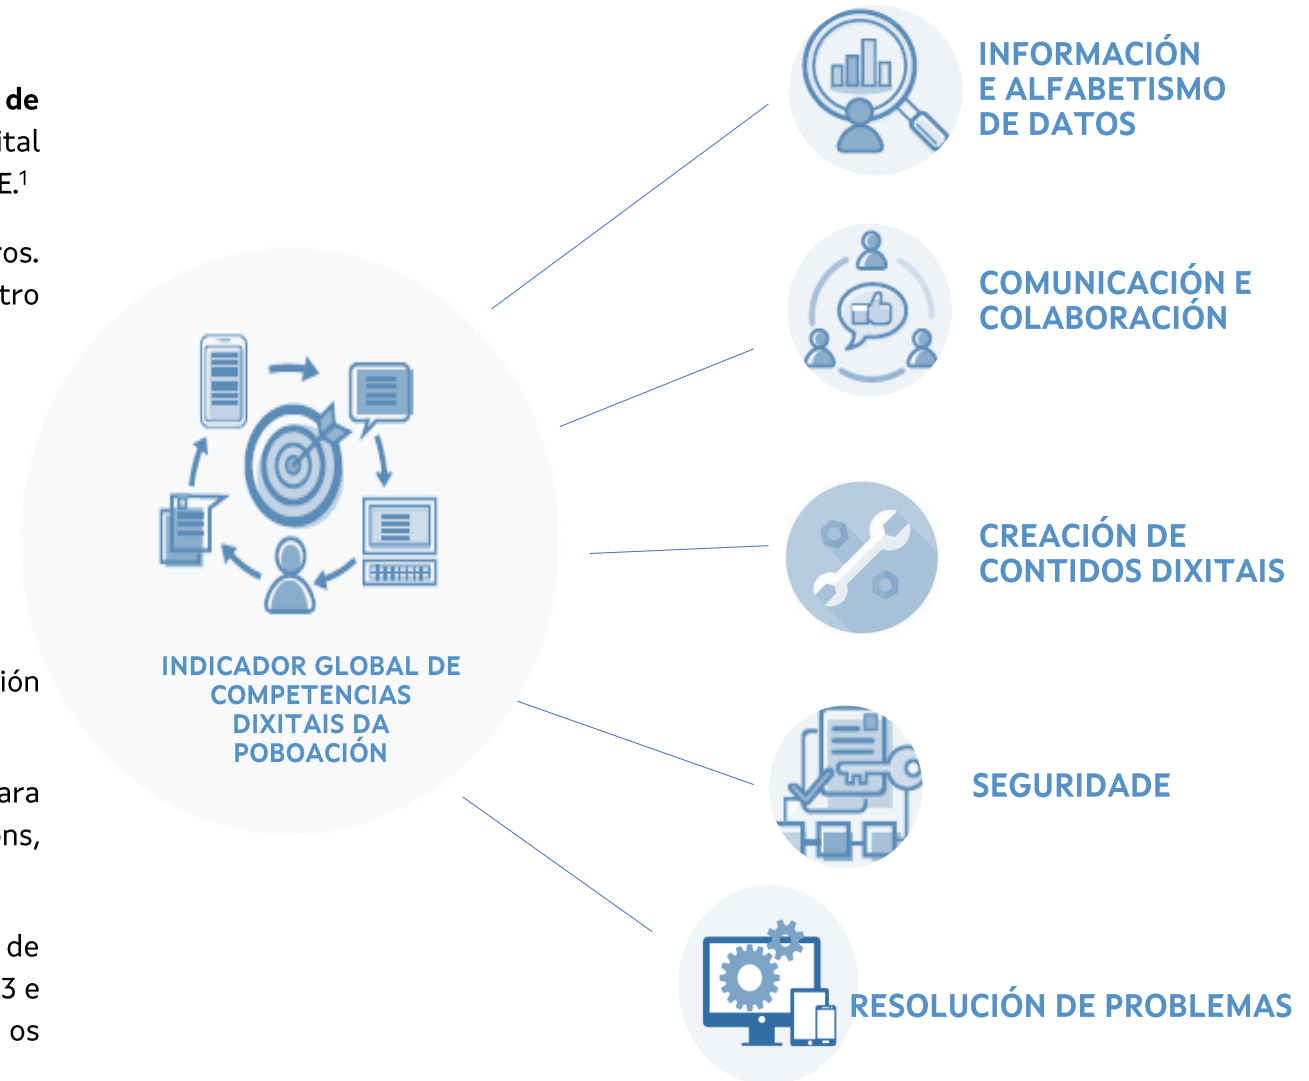 de
ital
E.¹
ros.
tro
ión
ara
ns,
de
3 e
os
INDICADOR GLOBAL DE
COMPETENCIAS
DIXITAIS DA
POBOACIÓN
INFORMACIÓN
E ALFABETISMO
DE DATOS
COMUNICACIÓN E
COLABORACIÓN
CREACIÓN DE
CONTIDOS DIXITAIS
SEGURIDADE
RESOLUCIÓN DE PROBLEMAS